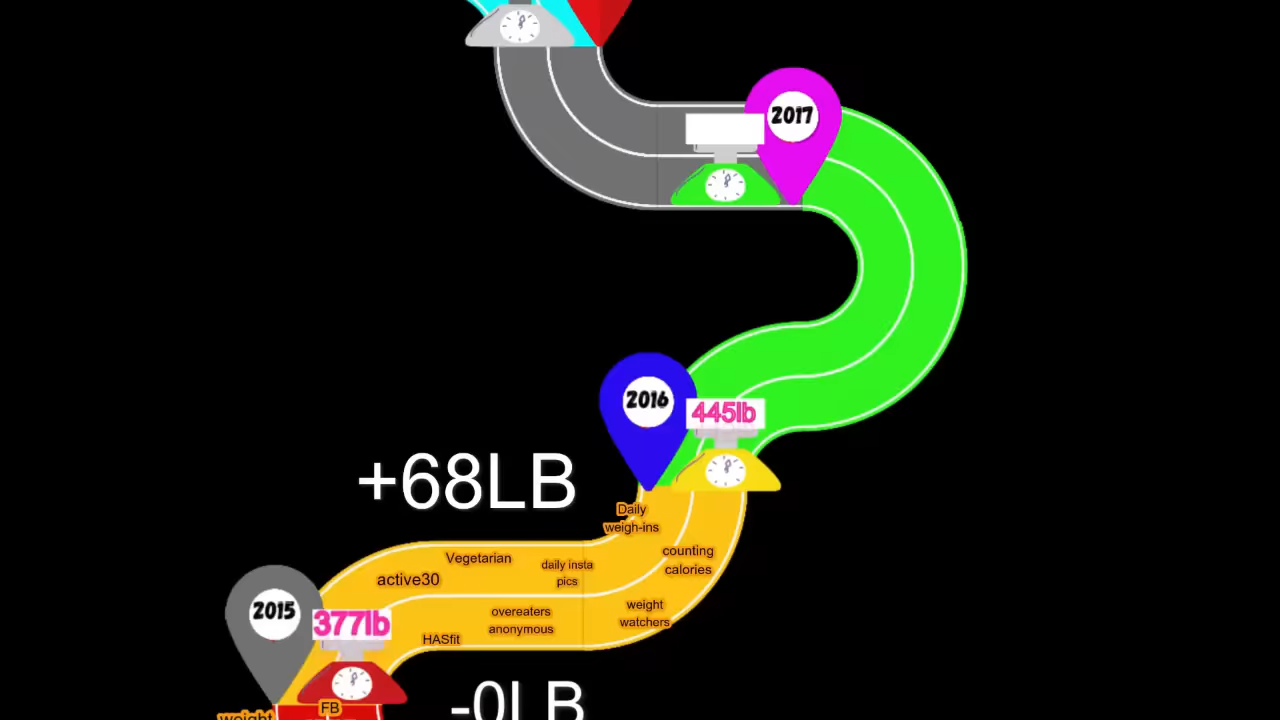 2017
2016
445lb
+68LB
Daily
weigh-ins
counting
calories
Vegetarian
daily insta
pics
active30
2015
377lb
overeaters
anonymous
weight
watchers
HASfit
-0LB
FB
weight